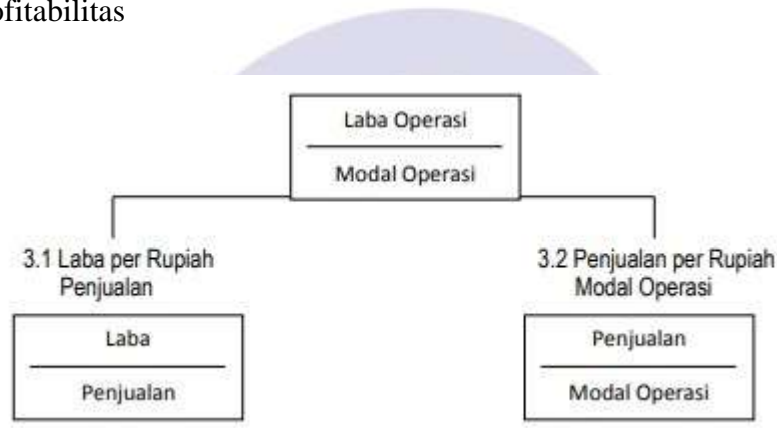 ofitabilitas
Laba Operasi
Modal Operasi
3.1 Laba per Rupiah
Penjualan
Laba
Penjualan
3.2 Penjualan per Rupiah
Modal Operasi
Penjualan
Modal Operasi